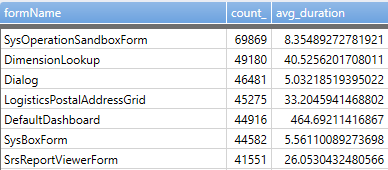 formName count_ avg_duration
SysOperationSandboxForm 69869 8.35489272781921
DimensionLookup 49180 40.5256201708011
Dialog 46481 5.03218519395022
LogisticsPostalAddressGrid 45275 33.2045941468802
DefaultDashboard 44916 464.69211416867
SysBoxForm 44582 5.56110089273698
SrsReportViewerForm 41551 26.0530432480566